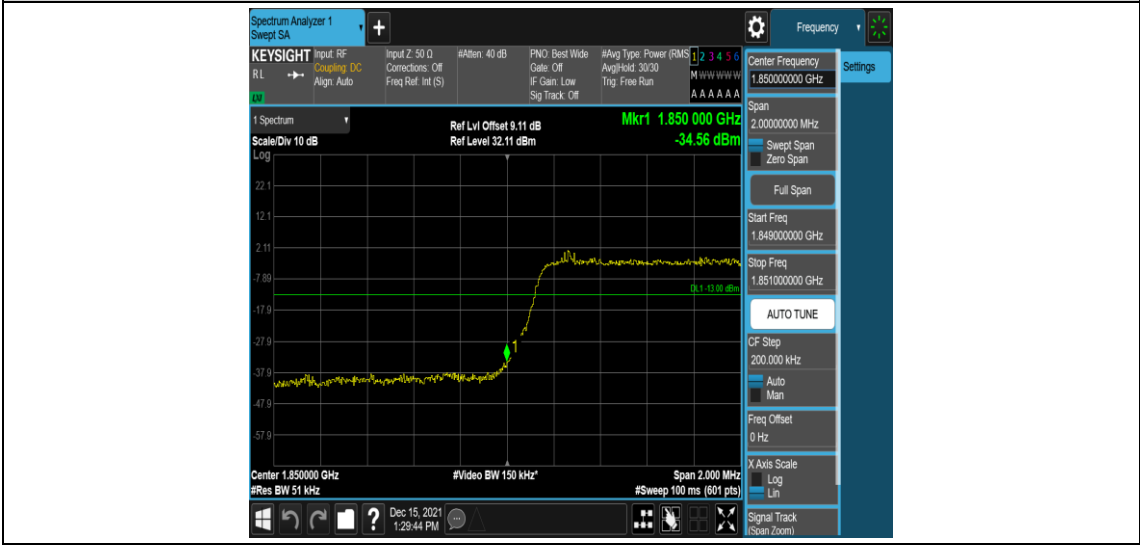 Spectrum Analyzer 1
Swept SA
+
Frequency
KEYSIGHT
RL
LM
Input: RF
Coupling: DC
Align: Auto
Input Z: 50 Ω
Corrections: Off
Freq Ref: Int (S)
#Atten: 40 dB
PNO: Best Wide
Gate: Off
IF Gain: Low
Sig Track: Off
#Avg Type: Power (RMS
Avg|Hold: 30/30
Trig: Free Run
1 2 3 4 5 6
M W W W W W
A A A A A A
1 Spectrum
Scale/Div 10 dB
Log
Ref Lvl Offset 9.11 dB
Ref Level 32.11 dBm
Mkr1 1.850 000 GHz
-34.56 dBm
22.1
12.1
2.11
-7.89
-17.9
-27.9
-37.9
-47.9
-57.9
DL1 -13.00 dBm
1
Center 1.850000 GHz
#Res BW 51 kHz
#Video BW 150 kHz*
Span 2.000 MHz
#Sweep 100 ms (601 pts)
Center Frequency
1.850000000 GHz
Span
2.00000000 MHz
Swept Span
Zero Span
Full Span
Start Freq
1.849000000 GHz
Stop Freq
1.851000000 GHz
AUTO TUNE
CF Step
200.000 kHz
Auto
Man
Freq Offset
0 Hz
X Axis Scale
Log
Lin
Signal Track
(Span Zoom)
Settings
?
Dec 15, 2021
1:29:44 PM